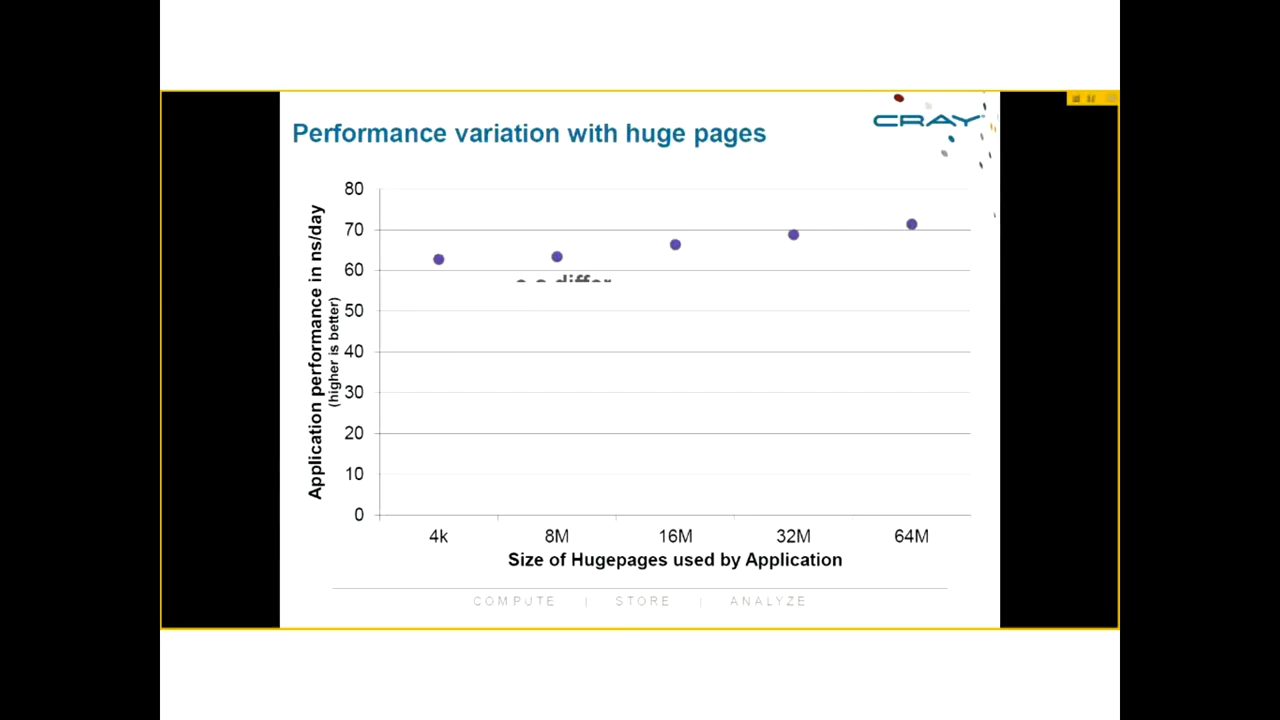 CRAY
Performance variation with huge pages
Application performance in ns/day
(higher is better)
80
70
60
50
40
30
20
10
0
4k 8M 16M 32M 64M
Size of Hugepages used by Application
COMPUTE | STORE | ANALYZE